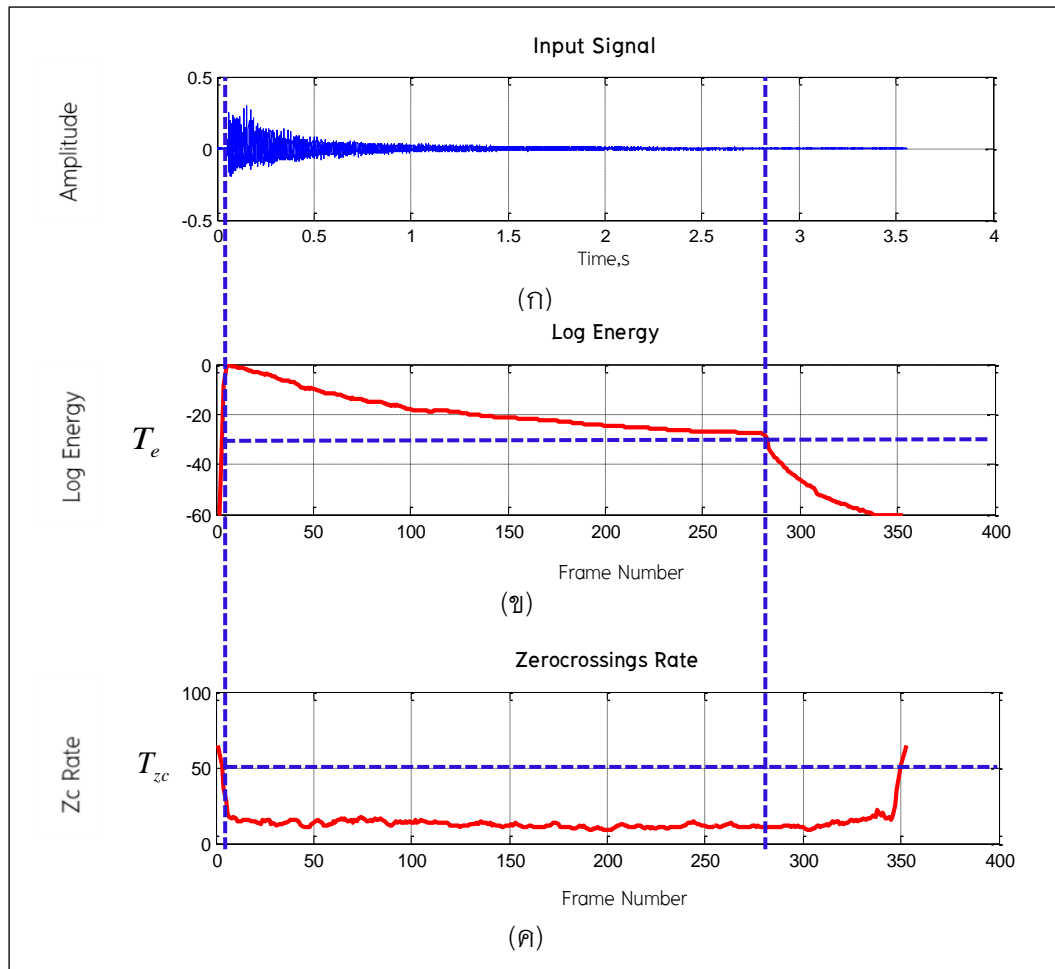 Input Signal
Amplitude
0.5
0
-0.5
0 0.5 1 1.5 2 2.5 3 3.5 4
Time,s
(ก)
Log Energy
Log Energy
T_e
0
-20
-40
-60
0 50 100 150 200 250 300 350 400
Frame Number
(ข)
Zerocrossings Rate
Zc Rate
T_zc
100
50
0
0 50 100 150 200 250 300 350 400
Frame Number
(ค)